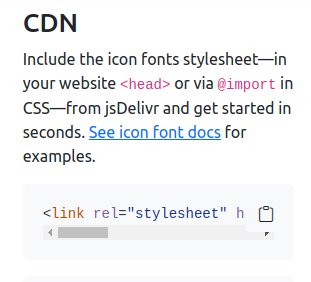 CDN
Include the icon fonts stylesheet—in
your website <head> or via @import in
CSS—from jsDelivr and get started in
seconds. See icon font docs for
examples.
<link rel="stylesheet" h